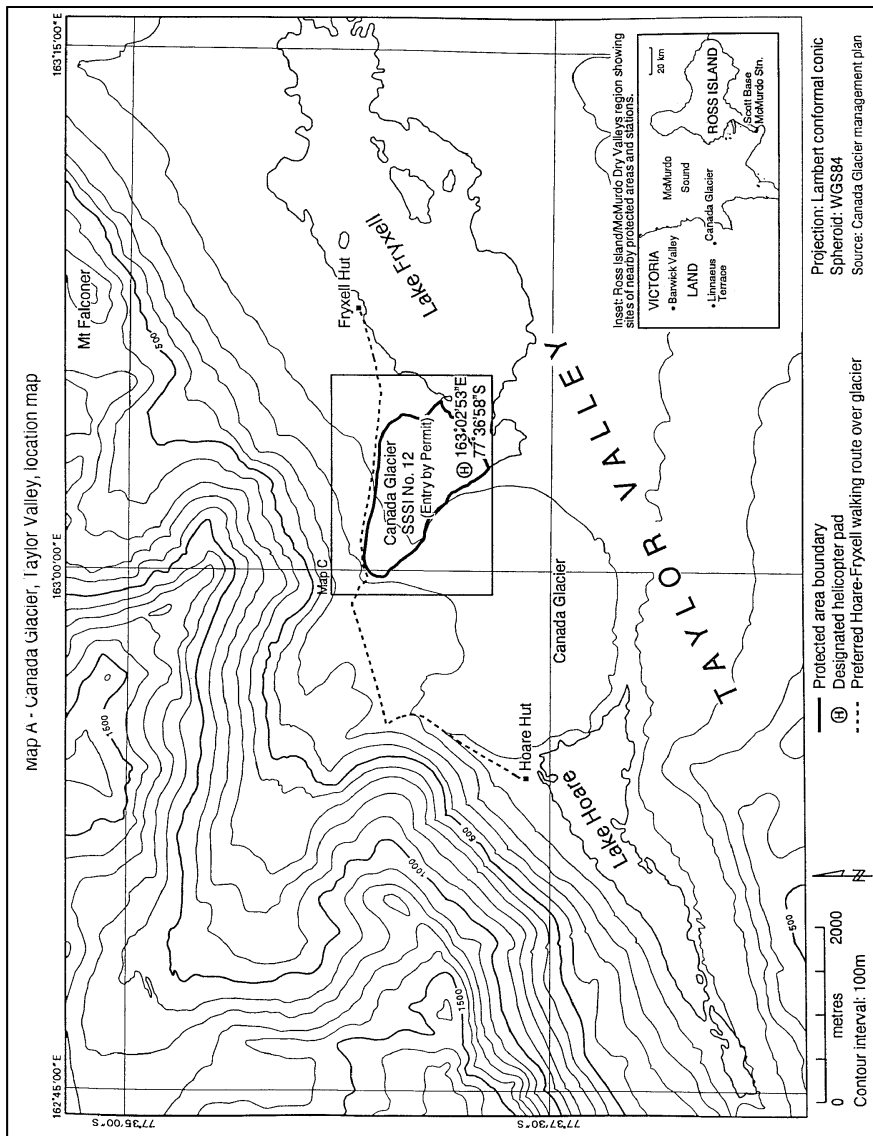 Map A - Canada Glacier, Taylor Valley, location map
162°45'00"E
163°00'00"E
163°15'00"E
77°35'00"S
77°37'30"S
Mt Falconer
500
1500
1000
500
1500
500
Map C
Fryxell Hut
Lake Fryxell
Canada Glacier
SSSI No. 12
(Entry by Permit)
H 163°02'53"E
77°36'58"S
Hoare Hut
Canada Glacier
Lake Hoare
TAYLOR VALLEY
Inset: Ross Island/McMurdo Dry Valleys region showing
sites of nearby protected areas and stations.
20 km
VICTORIA
LAND
Barwick Valley
Linnaeus
Terrace
Canada Glacier
McMurdo
Sound
ROSS ISLAND
Scott Base
McMurdo Stn.
0 metres 2000
Contour interval: 100m
N
Protected area boundary
H Designated helicopter pad
Preferred Hoare-Fryxell walking route over glacier
Projection: Lambert conformal conic
Spheroid: WGS84
Source: Canada Glacier management plan